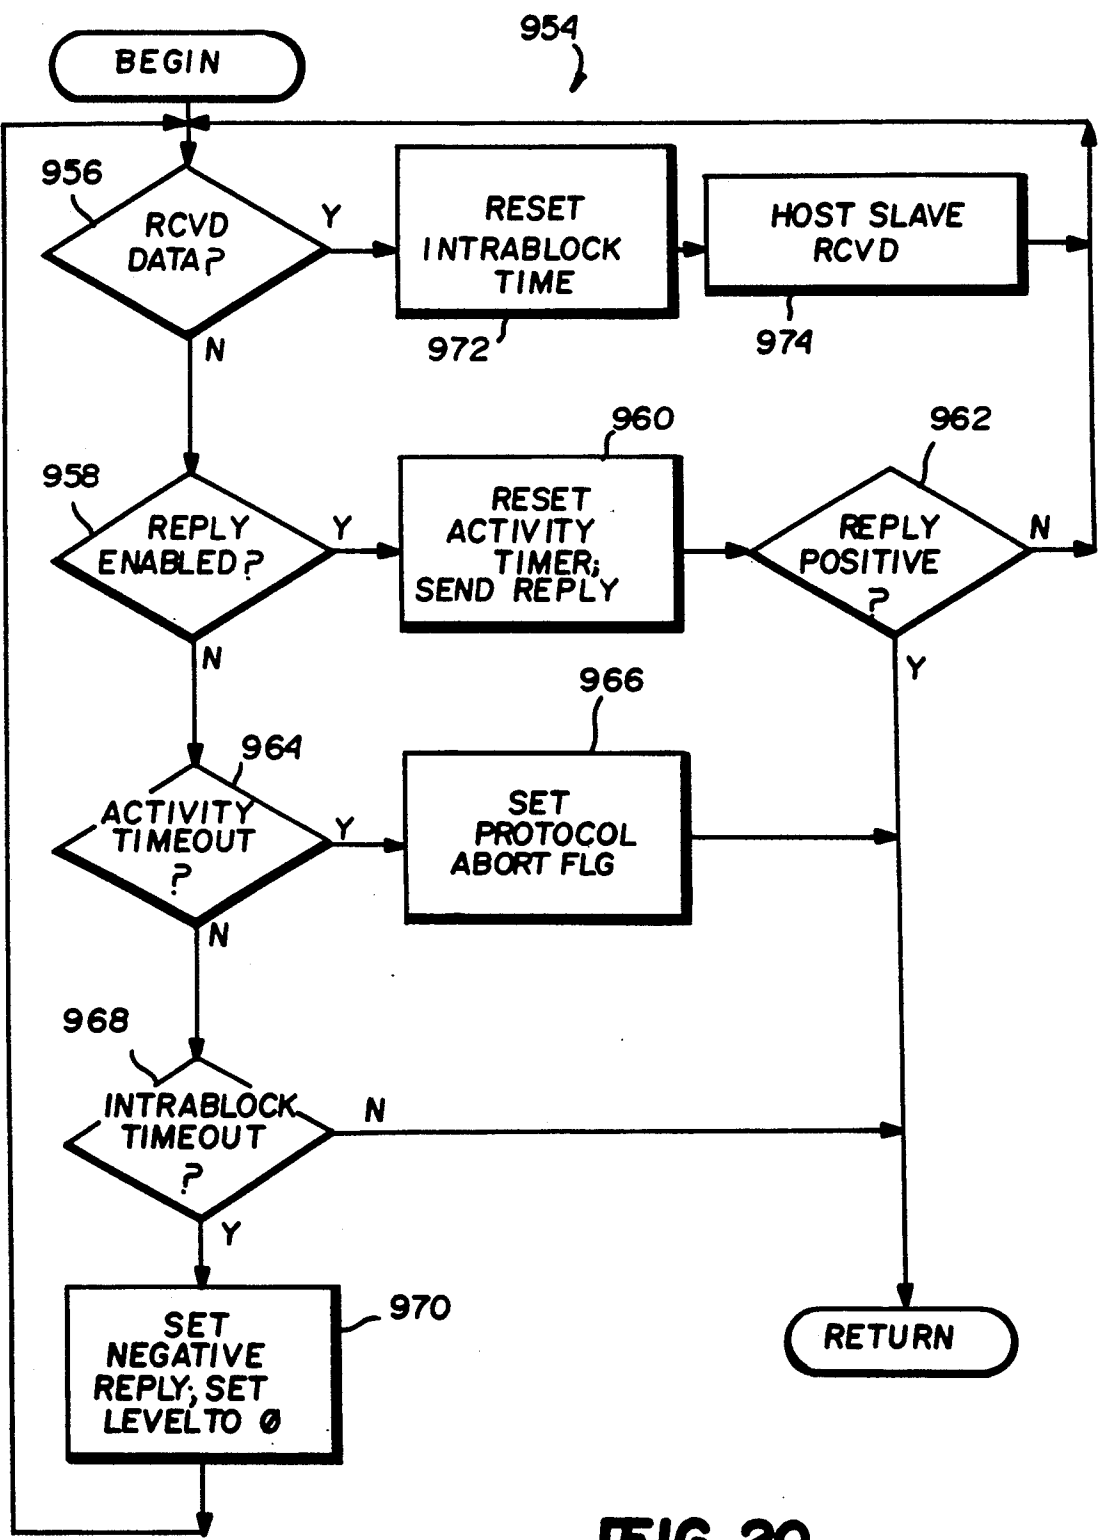 954
BEGIN
956
RCVD
DATA?
Y
N
RESET
INTRABLOCK
TIME
972
HOST SLAVE
RCVD
974
958
REPLY
ENABLED?
Y
N
960
RESET
ACTIVITY
TIMER;
SEND REPLY
962
REPLY
POSITIVE
?
N
Y
964
ACTIVITY
TIMEOUT
?
Y
N
966
SET
PROTOCOL
ABORT FLG
968
INTRABLOCK
TIMEOUT
?
N
Y
970
SET
NEGATIVE
REPLY; SET
LEVEL TO Ø
RETURN